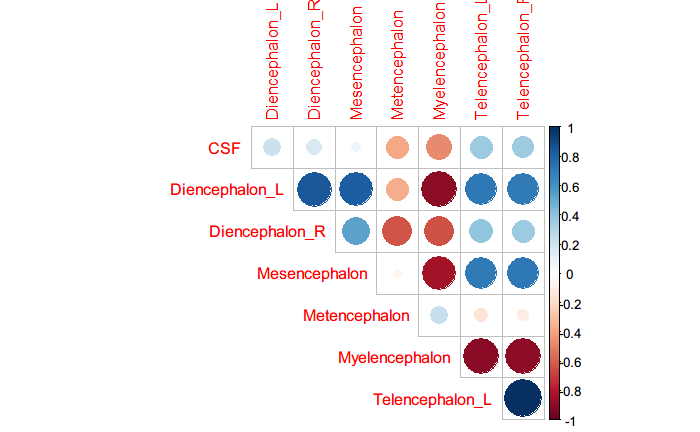 Diencephalon_L
Diencephalon_R
Mesencephalon
Metencephalon
Myelencephalon
Telencephalon_L
Telencephalon_R
CSF
Diencephalon_L
Diencephalon_R
Mesencephalon
Metencephalon
Myelencephalon
Telencephalon_L
1
0.8
0.6
0.4
0.2
0
-0.2
-0.4
-0.6
-0.8
-1